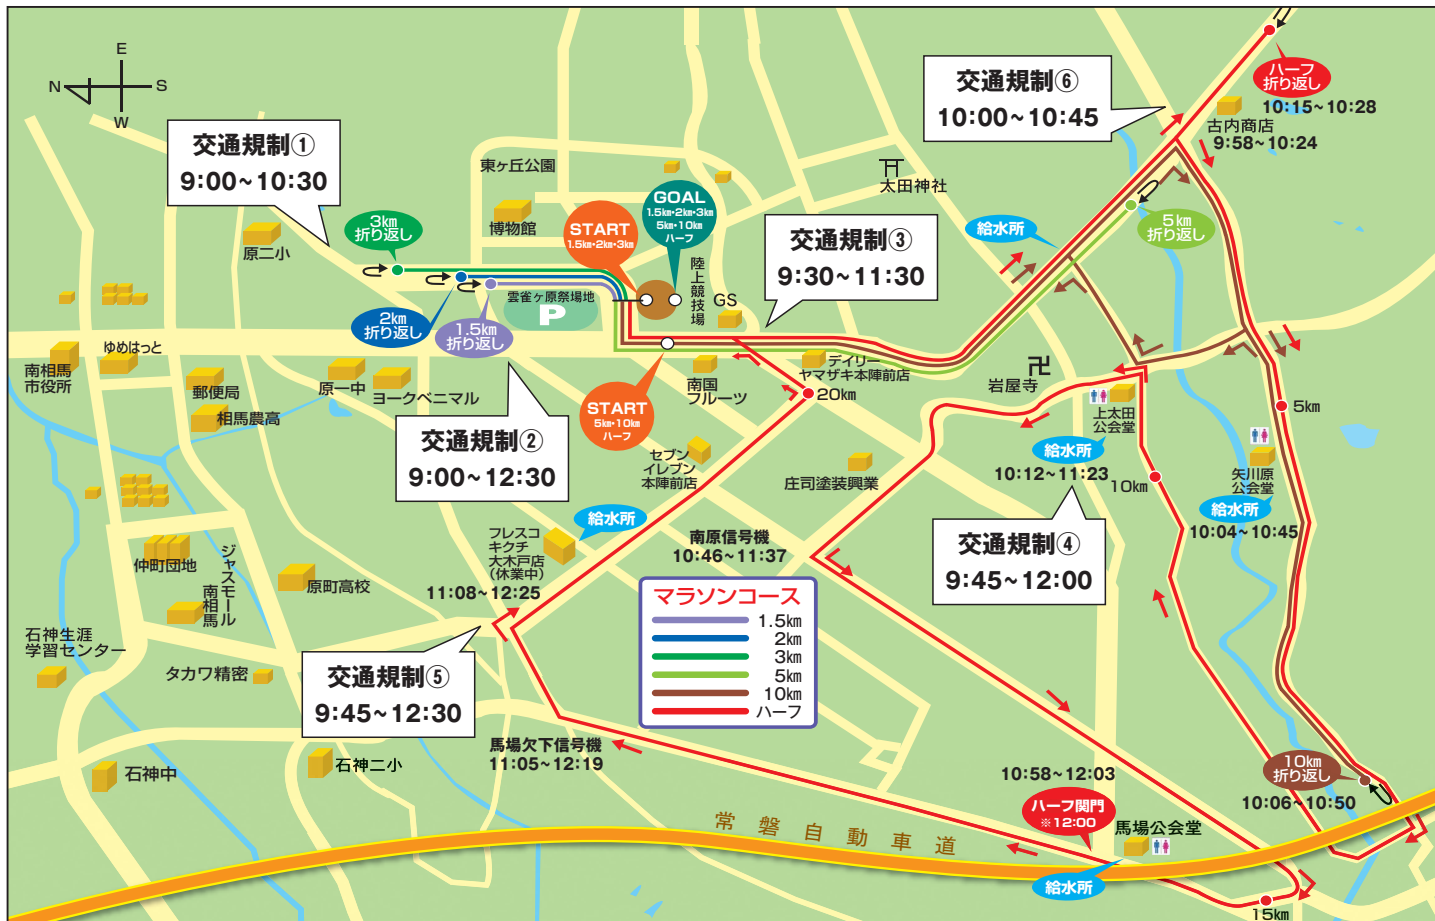 E
N
S
W
交通規制①
9:00~10:30
交通規制⑥
10:00~10:45
ハーフ
折り返し
10:15~10:28
古内商店
9:58~10:24
東ヶ丘公園
太田神社
博物館
START
1.5km・2km・3km
GOAL
1.5km・2km・3km
5km・10km
ハーフ
3km
折り返し
原二小
給水所
5km
折り返し
交通規制③
9:30~11:30
陸上競技場
GS
雲雀ヶ原祭場地
P
2km
折り返し
1.5km
折り返し
南相馬
市役所
ゆめはっと
郵便局
相馬農高
原一中
ヨークベニマル
南国
フルーツ
デイリー
ヤマザキ本陣前店
20km
岩屋寺
START
5km・10km
ハーフ
交通規制②
9:00~12:30
上太田
公会堂
5km
給水所
10:12~11:23
10km
矢川原
公会堂
給水所
10:04~10:45
セブン
イレブン
本陣前店
庄司塗装興業
給水所
フレスコ
キクチ
大木戸店
(休業中)
11:08~12:25
南原信号機
10:46~11:37
交通規制④
9:45~12:00
仲町団地
ジャスモール
南相馬
原町高校
石神生涯
学習センター
タカワ精密
マラソンコース
1.5km
2km
3km
5km
10km
ハーフ
交通規制⑤
9:45~12:30
馬場欠下信号機
11:05~12:19
石神中
石神二小
10km
折り返し
10:06~10:50
10:58~12:03
ハーフ関門
※12:00
馬場公会堂
常磐自動車道
給水所
15km